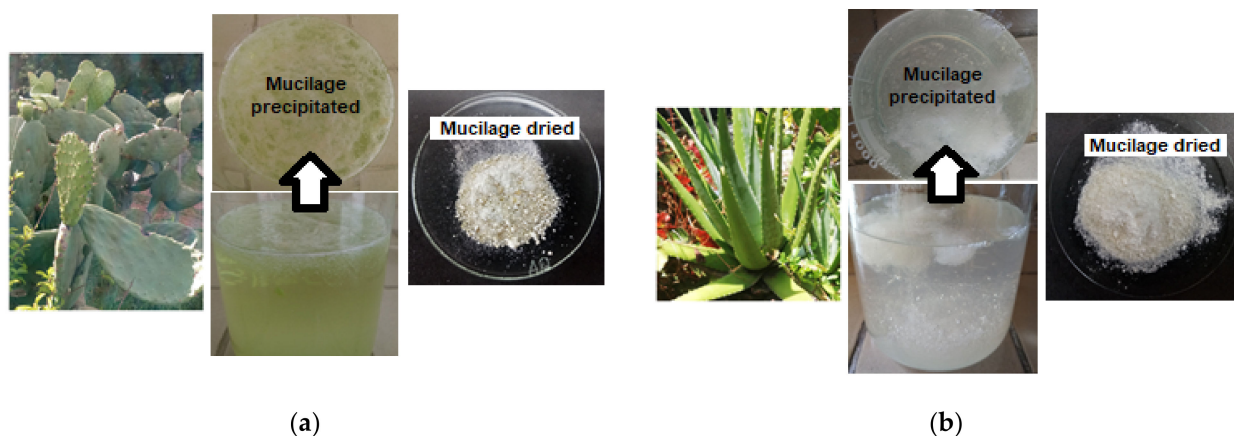 Mucilage
precipitated
Mucilage dried
(a)
Mucilage
precipitated
Mucilage dried
(b)